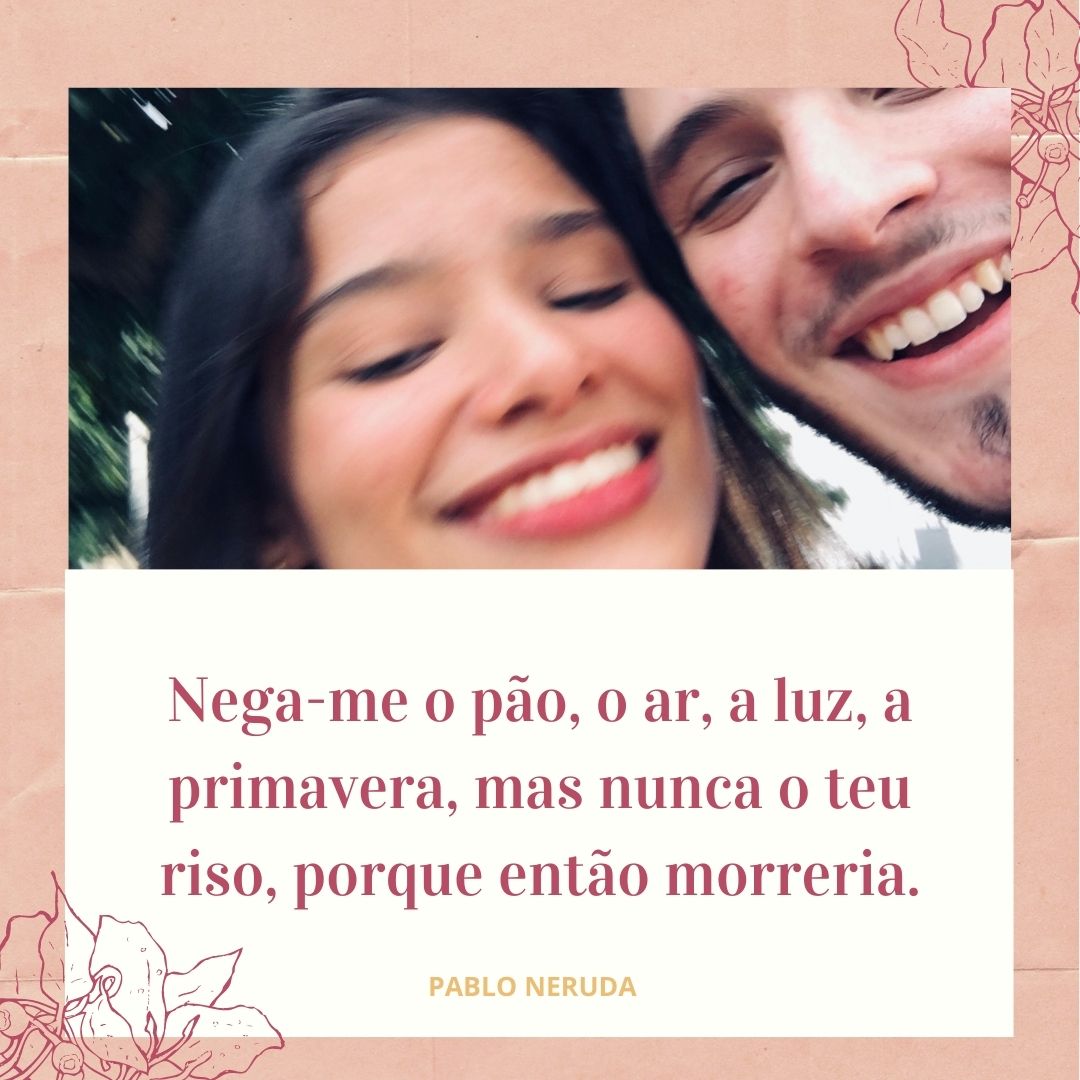 Nega-me o pão, o ar, a luz, a
primavera, mas nunca o teu
riso, porque então morreria.
PABLO NERUDA